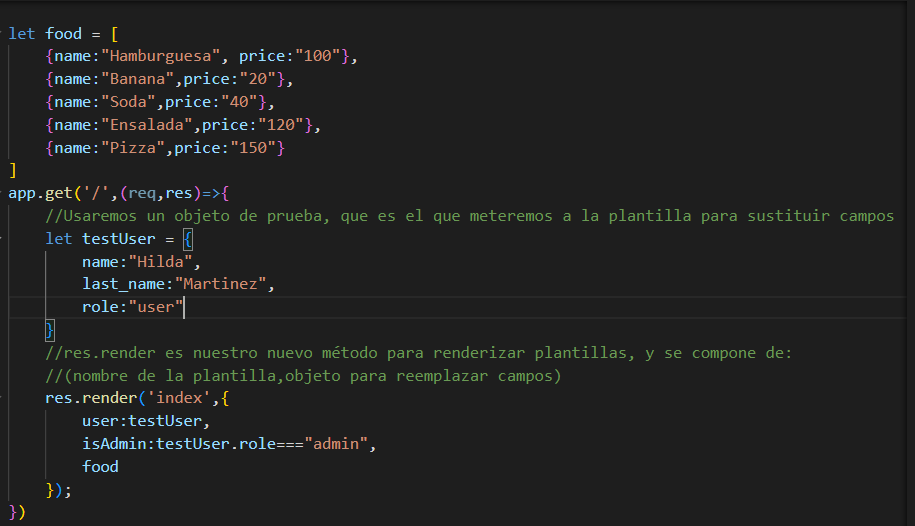 let food = [
    {name:"Hamburguesa", price:"100"},
    {name:"Banana",price:"20"},
    {name:"Soda",price:"40"},
    {name:"Ensalada",price:"120"},
    {name:"Pizza",price:"150"}
]
app.get('/',(req,res)=>{
    //Usaremos un objeto de prueba, que es el que meteremos a la plantilla para sustituir campos
    let testUser = {
        name:"Hilda",
        last_name:"Martinez",
        role:"user"
    }
    //res.render es nuestro nuevo método para renderizar plantillas, y se compone de:
    //(nombre de la plantilla,objeto para reemplazar campos)
    res.render('index',{
        user:testUser,
        isAdmin:testUser.role==="admin",
        food
    });
})